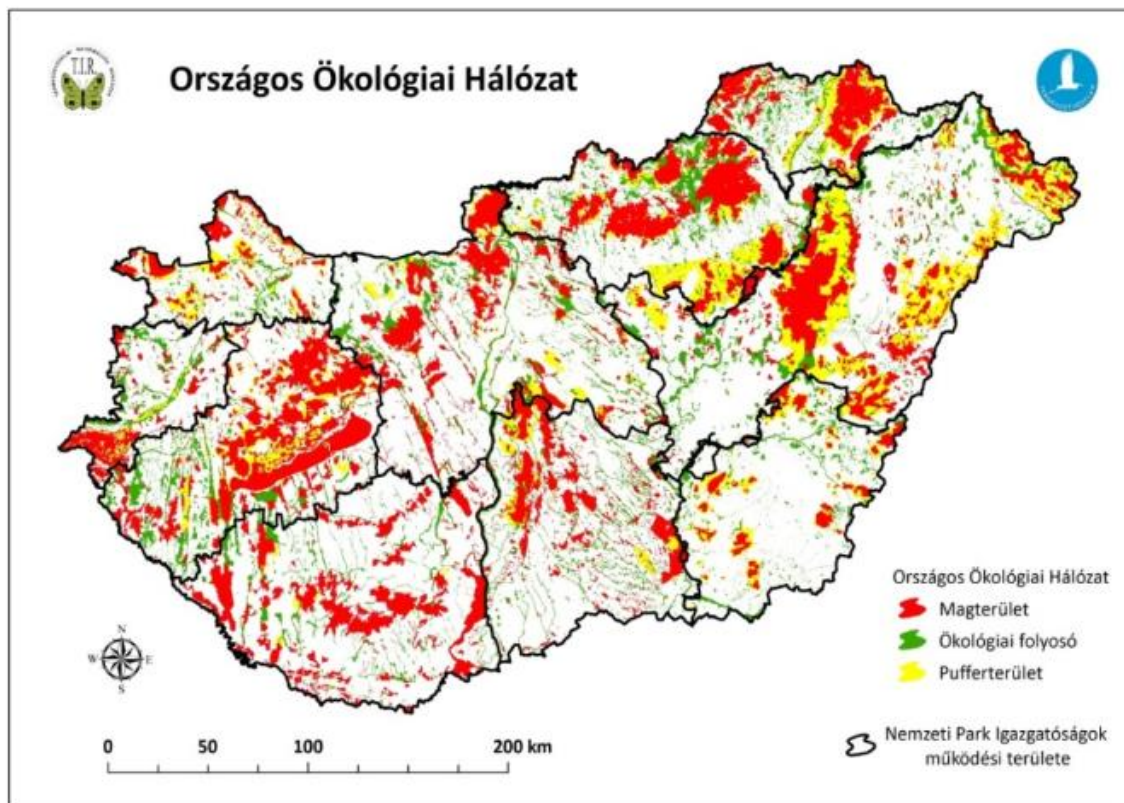 T.I.R.
Országos Ökológiai Hálózat
Országos Ökológiai Hálózat
Magterület
Ökológiai folyosó
Pufferterület
Nemzeti Park Igazgatóságok
működési területe
N
W E
S
0 50 100 200 km